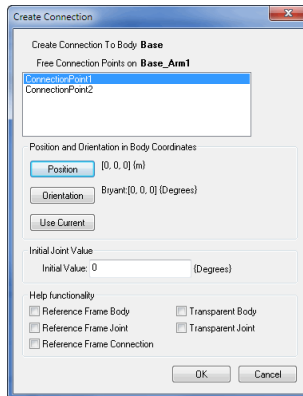 Create Connection
Create Connection To Body Base
Free Connection Points on Base_Arm1
ConnectionPoint1
ConnectionPoint2
Position and Orientation in Body Coordinates
Position [0, 0, 0] {m}
Orientation Bryant:[0, 0, 0] {Degrees}
Use Current
Initial Joint Value
Initial Value: 0 {Degrees}
Help functionality
Reference Frame Body Transparent Body
Reference Frame Joint Transparent Joint
Reference Frame Connection
OK Cancel